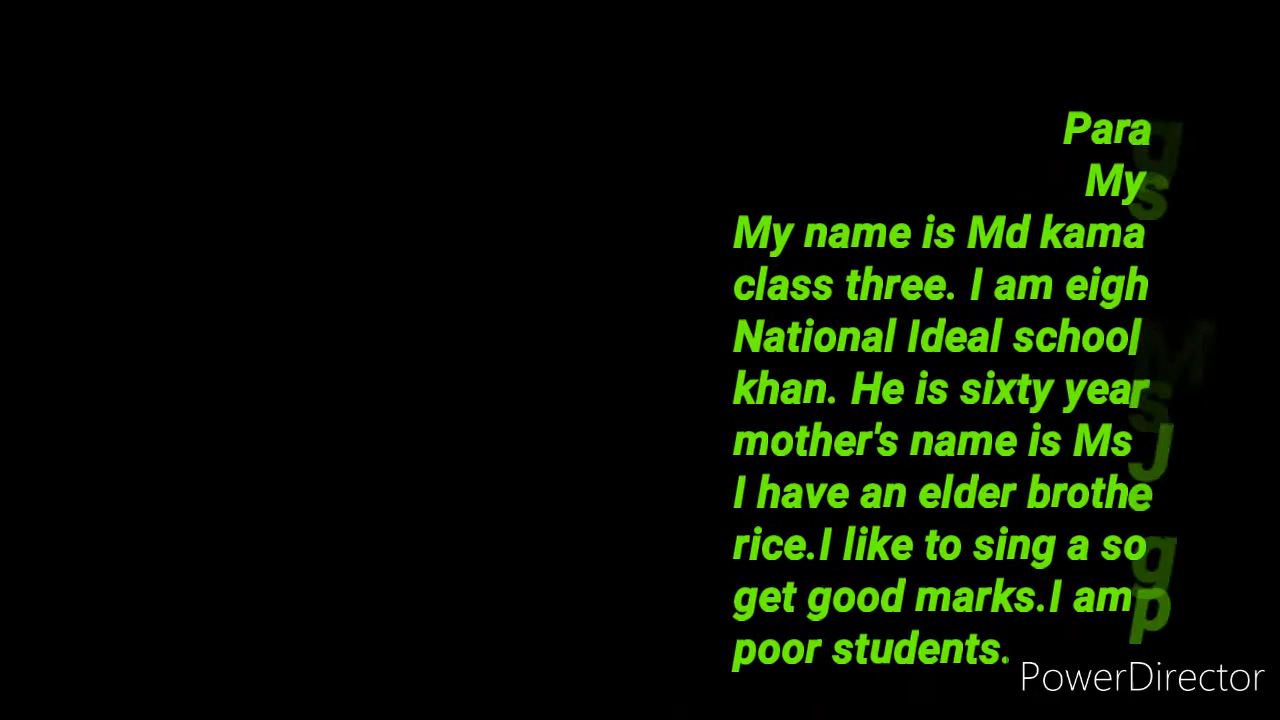 Para
My
My name is Md kama
class three. I am eigh
National Ideal school
khan. He is sixty year
mother's name is Ms
I have an elder brothe
rice.I like to sing a so
get good marks.I am
poor students.
PowerDirector